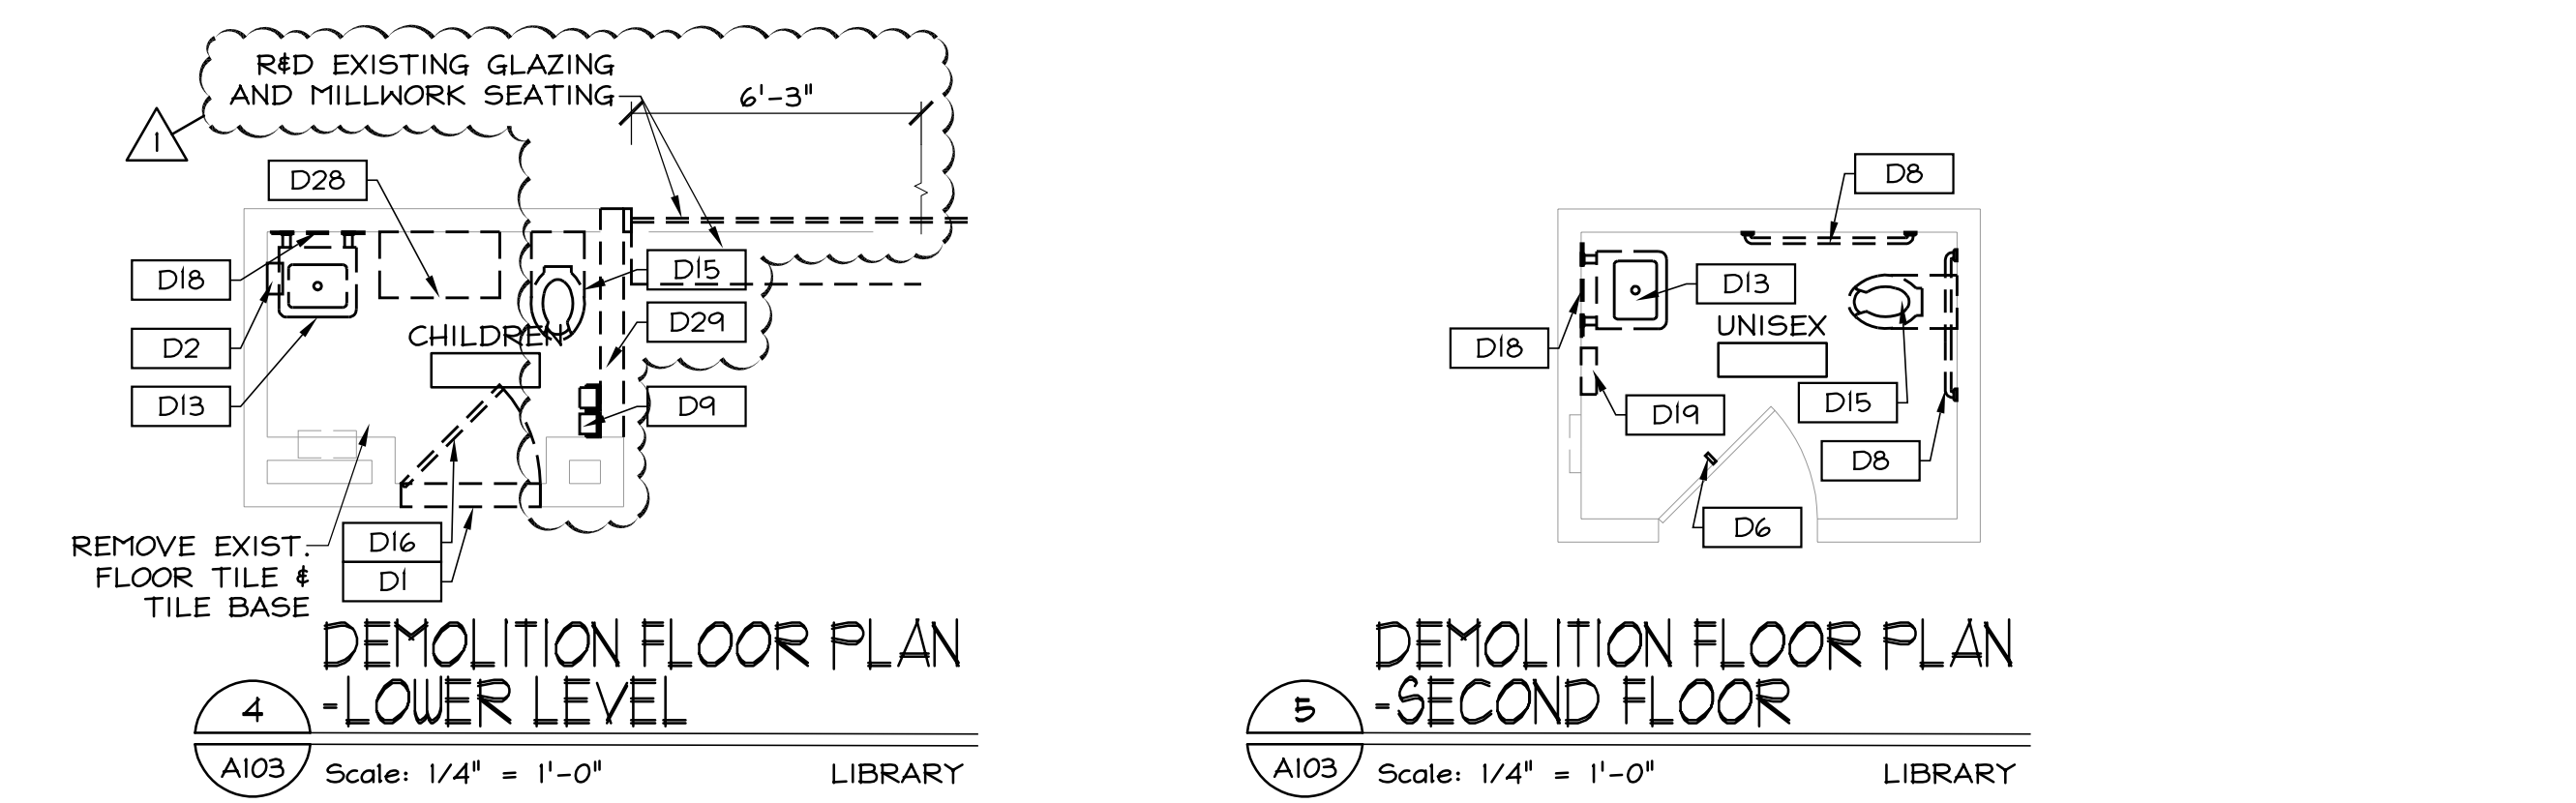 R&D EXISTING GLAZING
AND MILLWORK SEATING
6'-3"
1
D28
D18
D15
D2
D29
CHILDREN
D13
D9
REMOVE EXIST.
FLOOR TILE &
TILE BASE
D16
D1
DEMOLITION FLOOR PLAN
-LOWER LEVEL
4
A103
Scale: 1/4" = 1'-0"
LIBRARY
D8
D13
UNISEX
D18
D19
D15
D8
D6
DEMOLITION FLOOR PLAN
-SECOND FLOOR
5
A103
Scale: 1/4" = 1'-0"
LIBRARY